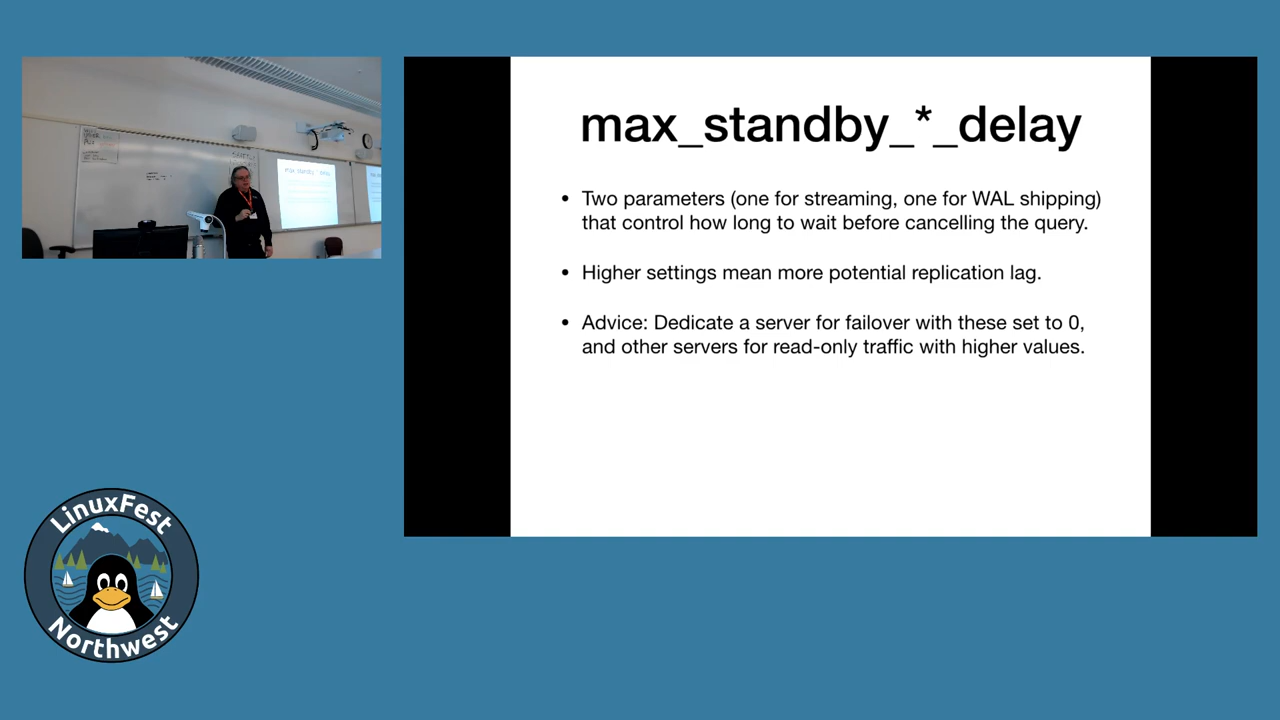 max_standby_*_delay
• Two parameters (one for streaming, one for WAL shipping)
that control how long to wait before cancelling the query.
• Higher settings mean more potential replication lag.
• Advice: Dedicate a server for failover with these set to 0,
and other servers for read-only traffic with higher values.
max_standby_*_delay
LinuxFest
Northwest